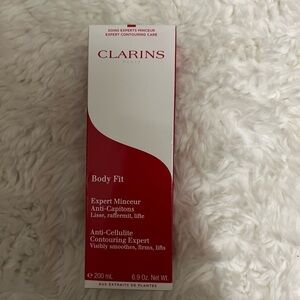 SOINS EXPERTS MINCEUR
EXPERT CONTOURING CARE
CLARINS
PARIS
Body Fit
Expert Minceur
Anti-Capitons
Lisse, raffermit, lifte
Anti-Cellulite
Contouring Expert
Visibly smoothes, firms, lifts
e 200 mL 6.9 Oz. Net Wt.
AUX EXTRAITS DE PLANTES